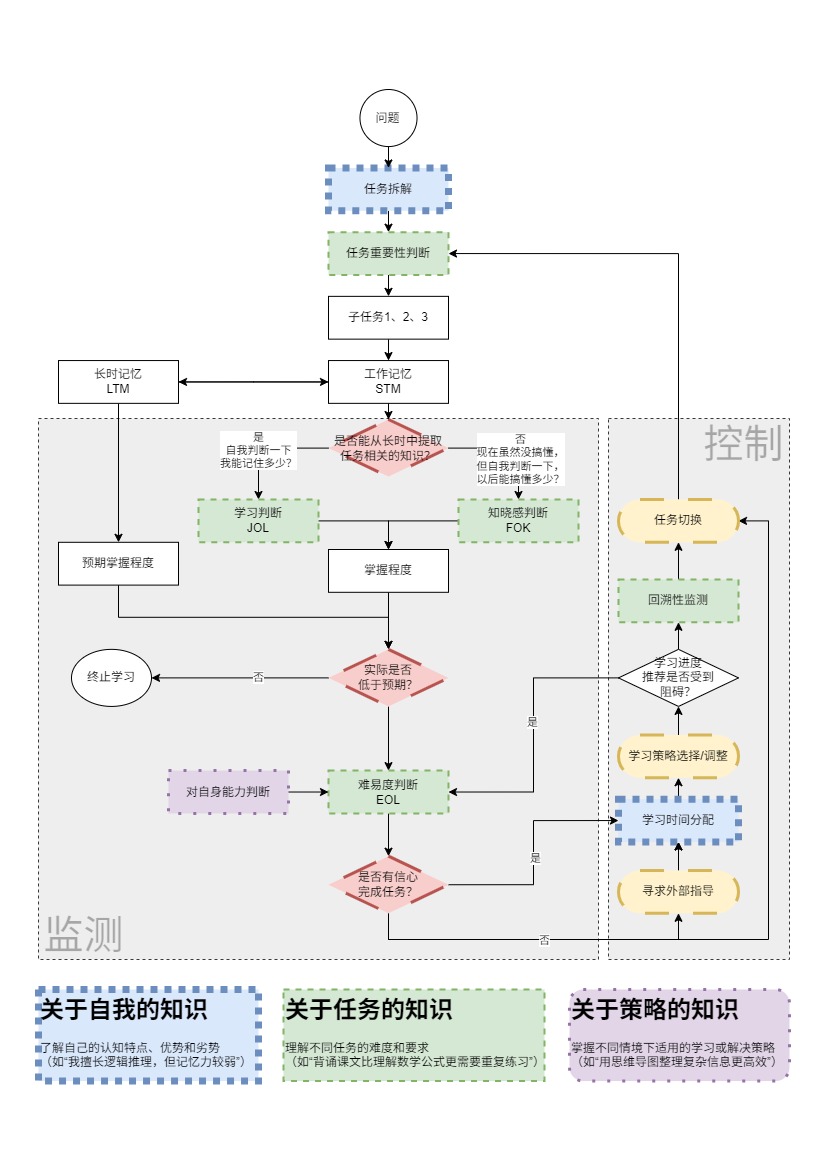 问题
任务拆解
任务重要性判断
子任务1、2、3
长时记忆
LTM
工作记忆
STM
控制
是否能从长时中提取
任务相关的知识?
是
自我判断一下
我能记住多少?
否
现在虽然没搞懂，
但自我判断一下，
以后能搞懂多少?
学习判断
JOL
知晓感判断
FOK
任务切换
预期掌握程度
掌握程度
回溯性监测
实际是否
低于预期?
否
终止学习
学习进度
推荐是否受到
阻碍?
是
学习策略选择/调整
对自身能力判断
难易度判断
EOL
学习时间分配
是
是否有信心
完成任务?
寻求外部指导
否
监测
关于自我的知识
了解自己的认知特点、优势和劣势
（如“我擅长逻辑推理，但记忆力较弱”）
关于任务的知识
理解不同任务的难度和要求
（如“背诵课文比理解数学公式更需要重复练习”）
关于策略的知识
掌握不同情境下适用的学习或解决策略
（如“用思维导图整理复杂信息更高效”）